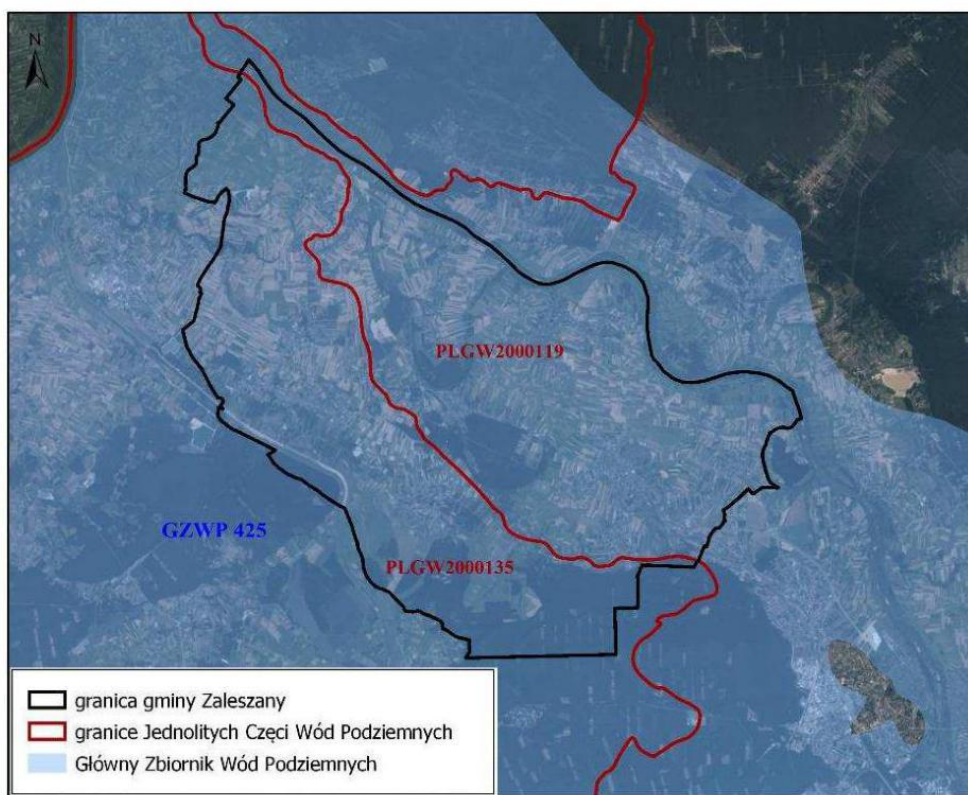 N
PLGW2000119
GZWP 425
PLGW2000135
granica gminy Zaleszany
granice Jednolitych Częci Wód Podziemnych
Główny Zbiornik Wód Podziemnych